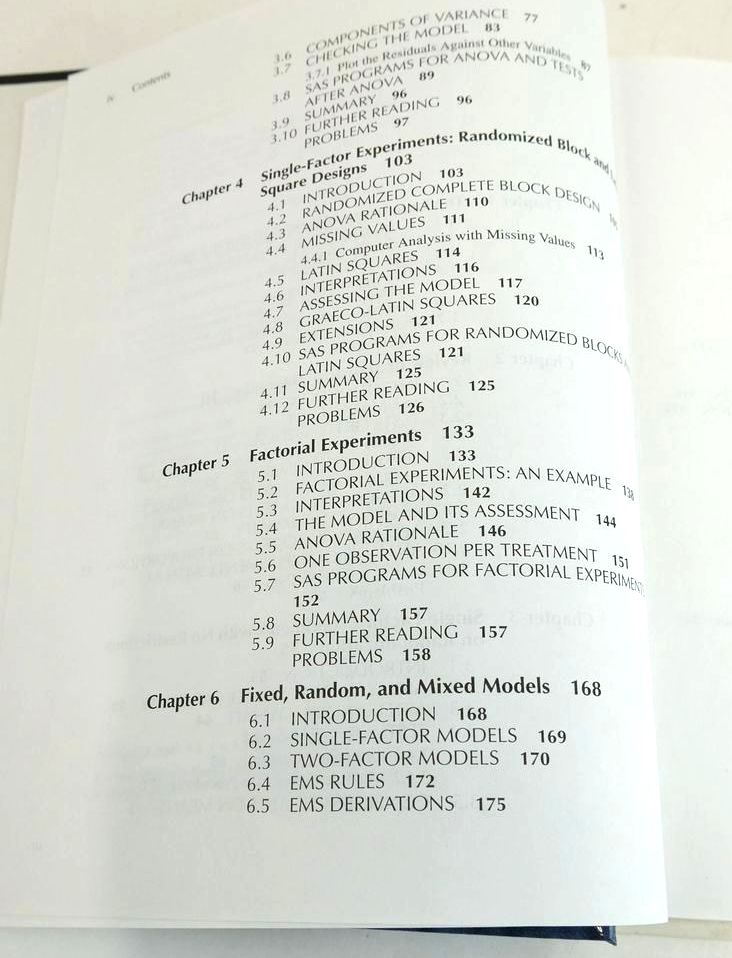 iv Contents
3.6 COMPONENTS OF VARIANCE 77
3.7 CHECKING THE MODEL 83
3.7.1 Plot the Residuals Against Other Variables 87
3.8 SAS PROGRAMS FOR ANOVA AND TESTS
AFTER ANOVA 89
3.9 SUMMARY 96
3.10 FURTHER READING 96
PROBLEMS 97
Chapter 4 Single-Factor Experiments: Randomized Block and
Square Designs 103
4.1 INTRODUCTION 103
4.2 RANDOMIZED COMPLETE BLOCK DESIGN
4.3 ANOVA RATIONALE 110
4.4 MISSING VALUES 111
4.4.1 Computer Analysis with Missing Values 113
4.5 LATIN SQUARES 114
4.6 INTERPRETATIONS 116
4.7 ASSESSING THE MODEL 117
4.8 GRAECO-LATIN SQUARES 120
4.9 EXTENSIONS 121
4.10 SAS PROGRAMS FOR RANDOMIZED BLOCKS
LATIN SQUARES 121
4.11 SUMMARY 125
4.12 FURTHER READING 125
PROBLEMS 126
Chapter 5 Factorial Experiments 133
5.1 INTRODUCTION 133
5.2 FACTORIAL EXPERIMENTS: AN EXAMPLE 138
5.3 INTERPRETATIONS 142
5.4 THE MODEL AND ITS ASSESSMENT 144
5.5 ANOVA RATIONALE 146
5.6 ONE OBSERVATION PER TREATMENT 151
5.7 SAS PROGRAMS FOR FACTORIAL EXPERIMENTS
152
5.8 SUMMARY 157
5.9 FURTHER READING 157
PROBLEMS 158
Chapter 6 Fixed, Random, and Mixed Models 168
6.1 INTRODUCTION 168
6.2 SINGLE-FACTOR MODELS 169
6.3 TWO-FACTOR MODELS 170
6.4 EMS RULES 172
6.5 EMS DERIVATIONS 175